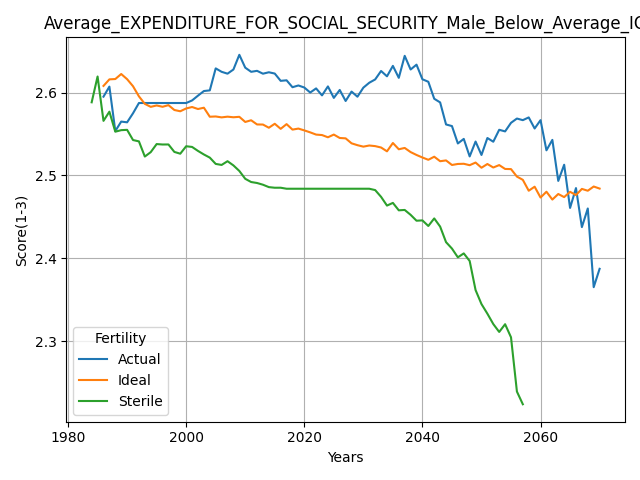 Average_EXPENDITURE_FOR_SOCIAL_SECURITY_Male_Below_Average_IQ
Score(1-3)
2.6
2.5
2.4
2.3
Fertility
Actual
Ideal
Sterile
1980 2000 2020 2040 2060
Years